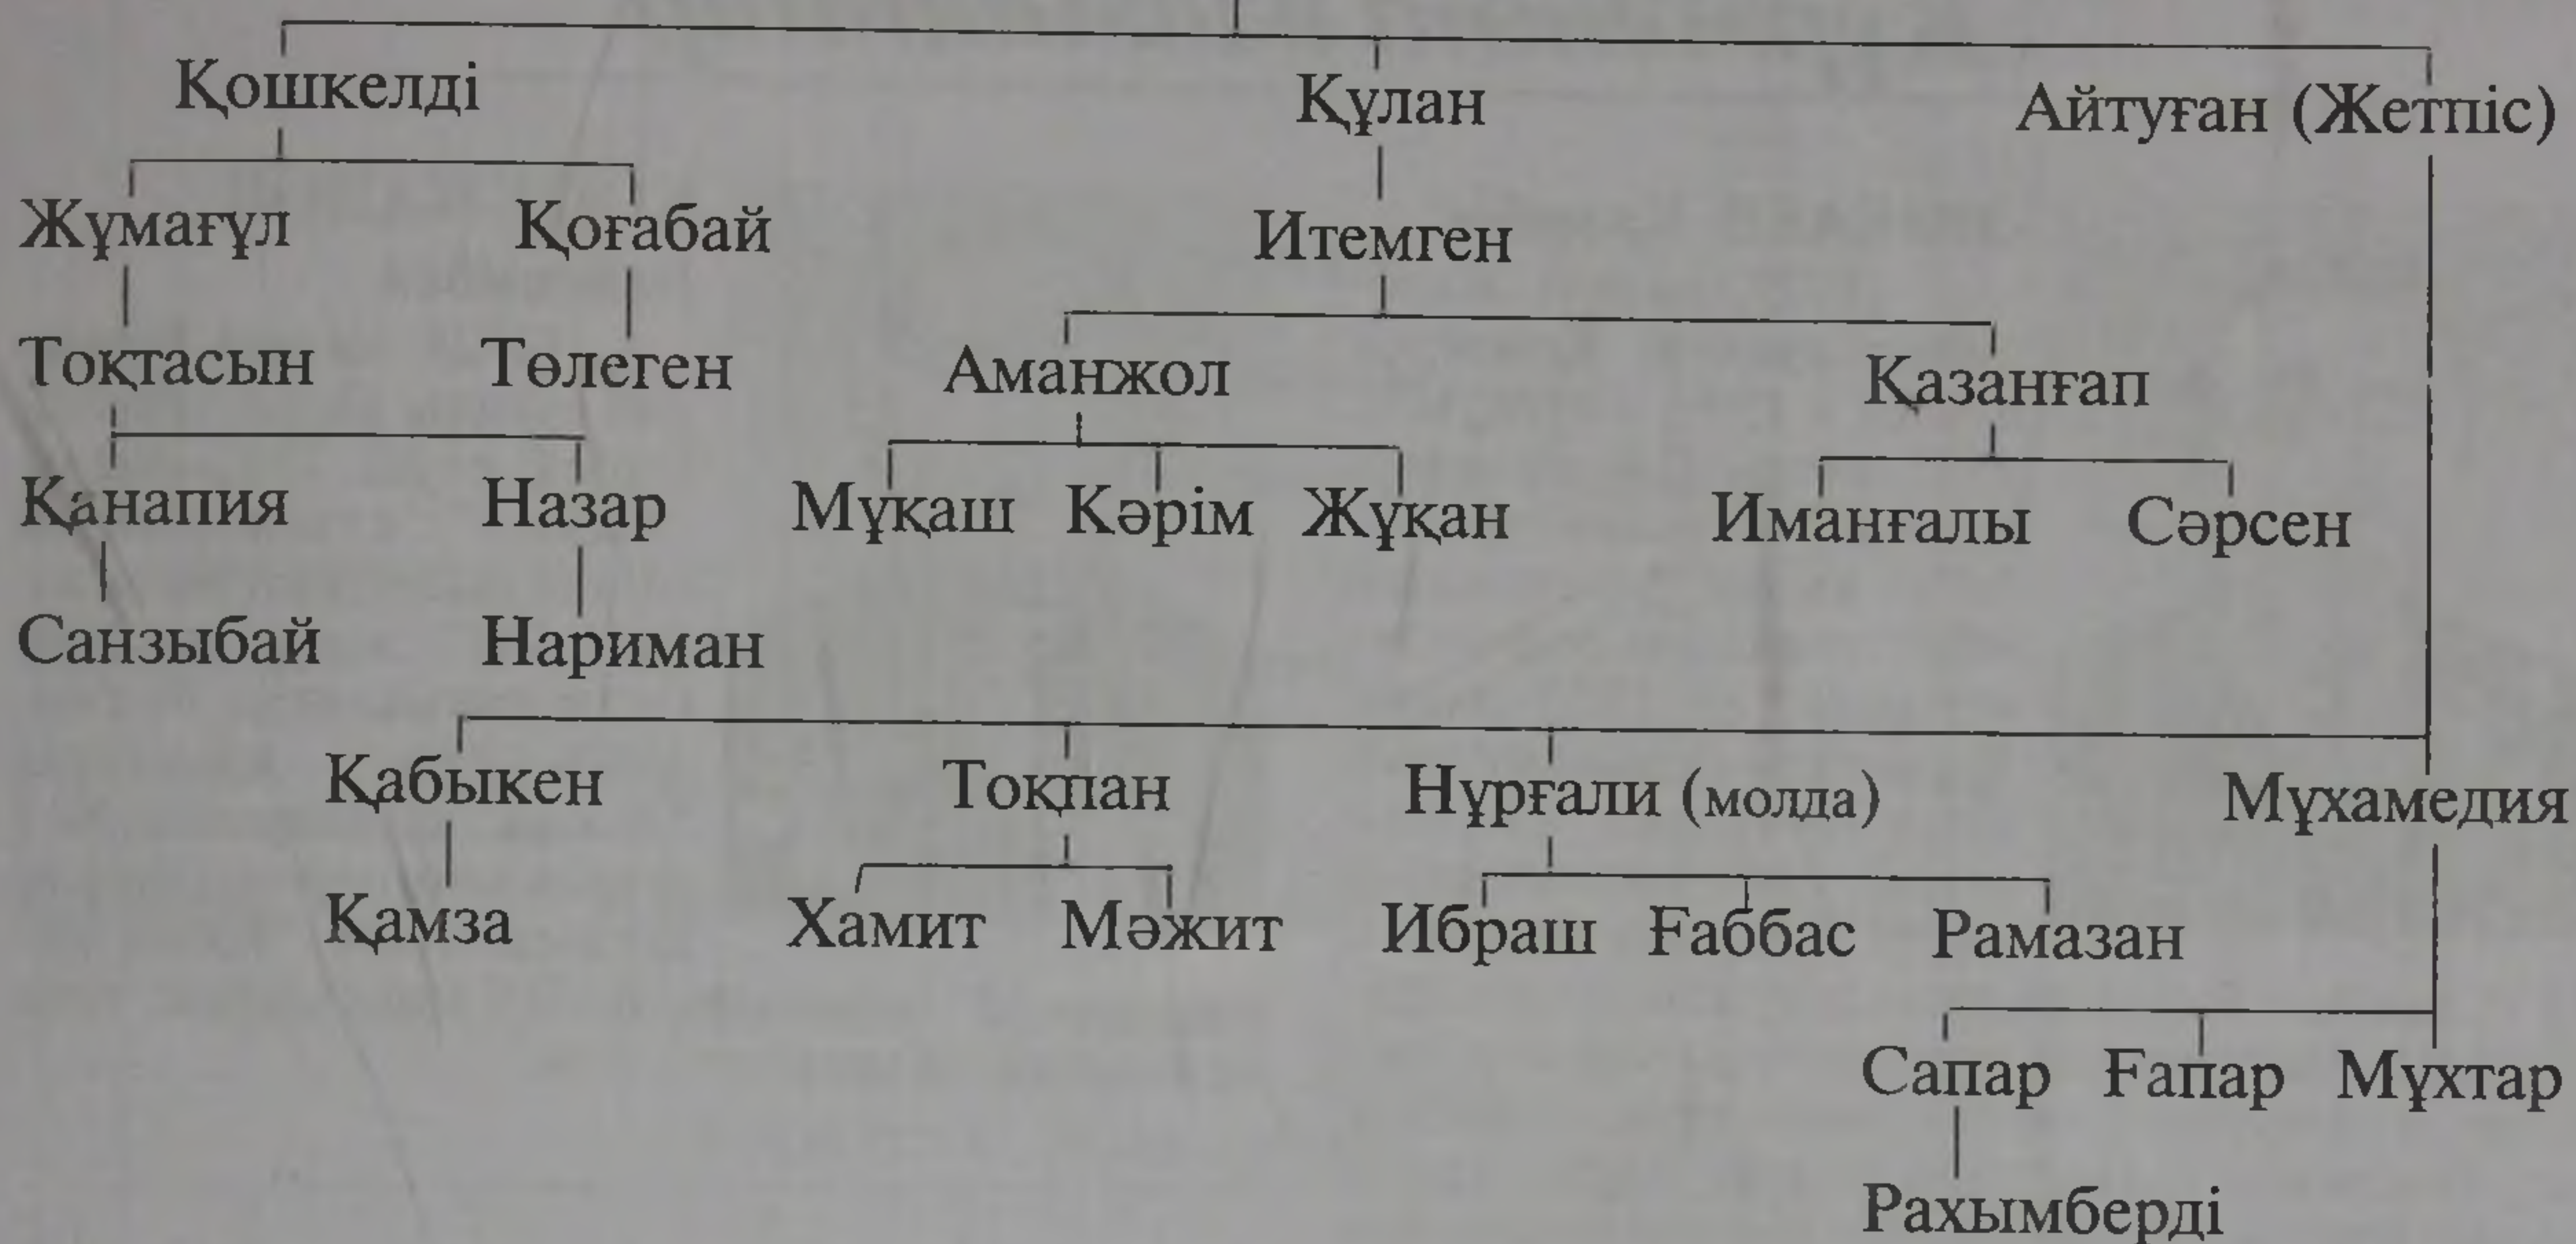 Қошкелді Құлан Айтуған (Жетпіс)
Жұмағұл Қоғабай Итемген
Тоқтасын Төлеген Аманжол Қазанғап
Қанапия Назар Мұқаш Кәрім Жұқан Иманғалы Сәрсен
Санзыбай Нариман
Қабыкен Тоқпан Нұрғали (молда) Мұхамедия
Қамза Хамит Мәжит Ибраш Ғаббас Рамазан
Сапар Ғапар Мұхтар
Рахымберді